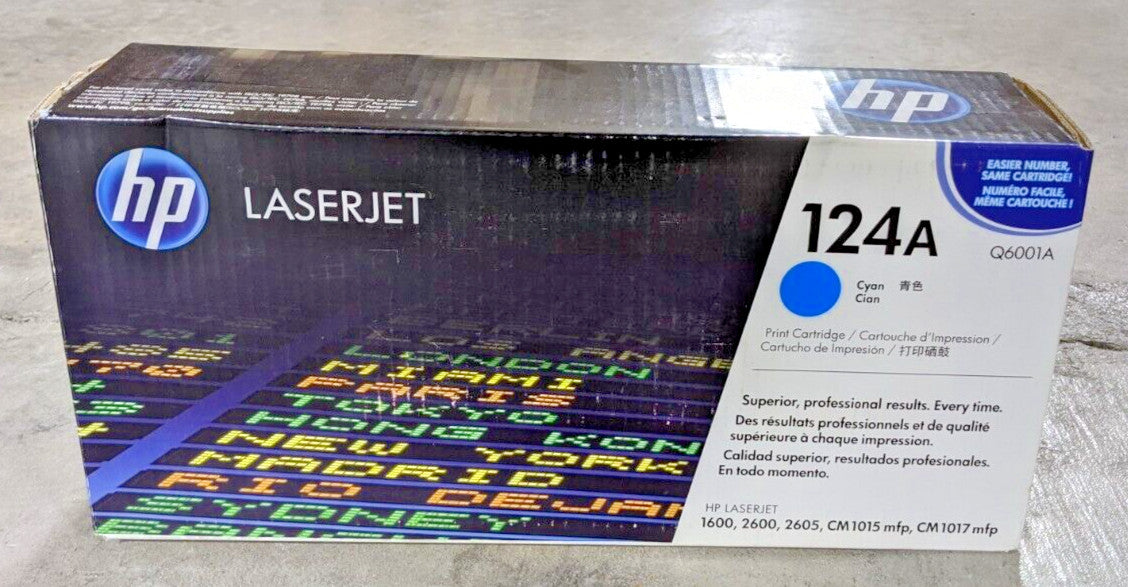 hp
hp
LASERJET
EASIER NUMBER,
SAME CARTRIDGE!
NUMÉRO FACILE,
MÊME CARTOUCHE !
124A
Q6001A
Cyan 青色
Cian
Print Cartridge / Cartouche d'Impression /
Cartucho de Impresión / 打印硒鼓
Superior, professional results. Every time.
Des résultats professionnels et de qualité
supérieure à chaque impression.
Calidad superior, resultados profesionales.
En todo momento.
HP LASERJET
1600, 2600, 2605, CM1015 mfp, CM1017 mfp
LONDON
MIAMI
PARIS
TOKYO
HONG KON
NEW YORK
MADRID
RIO DEJAN
SYDNEY